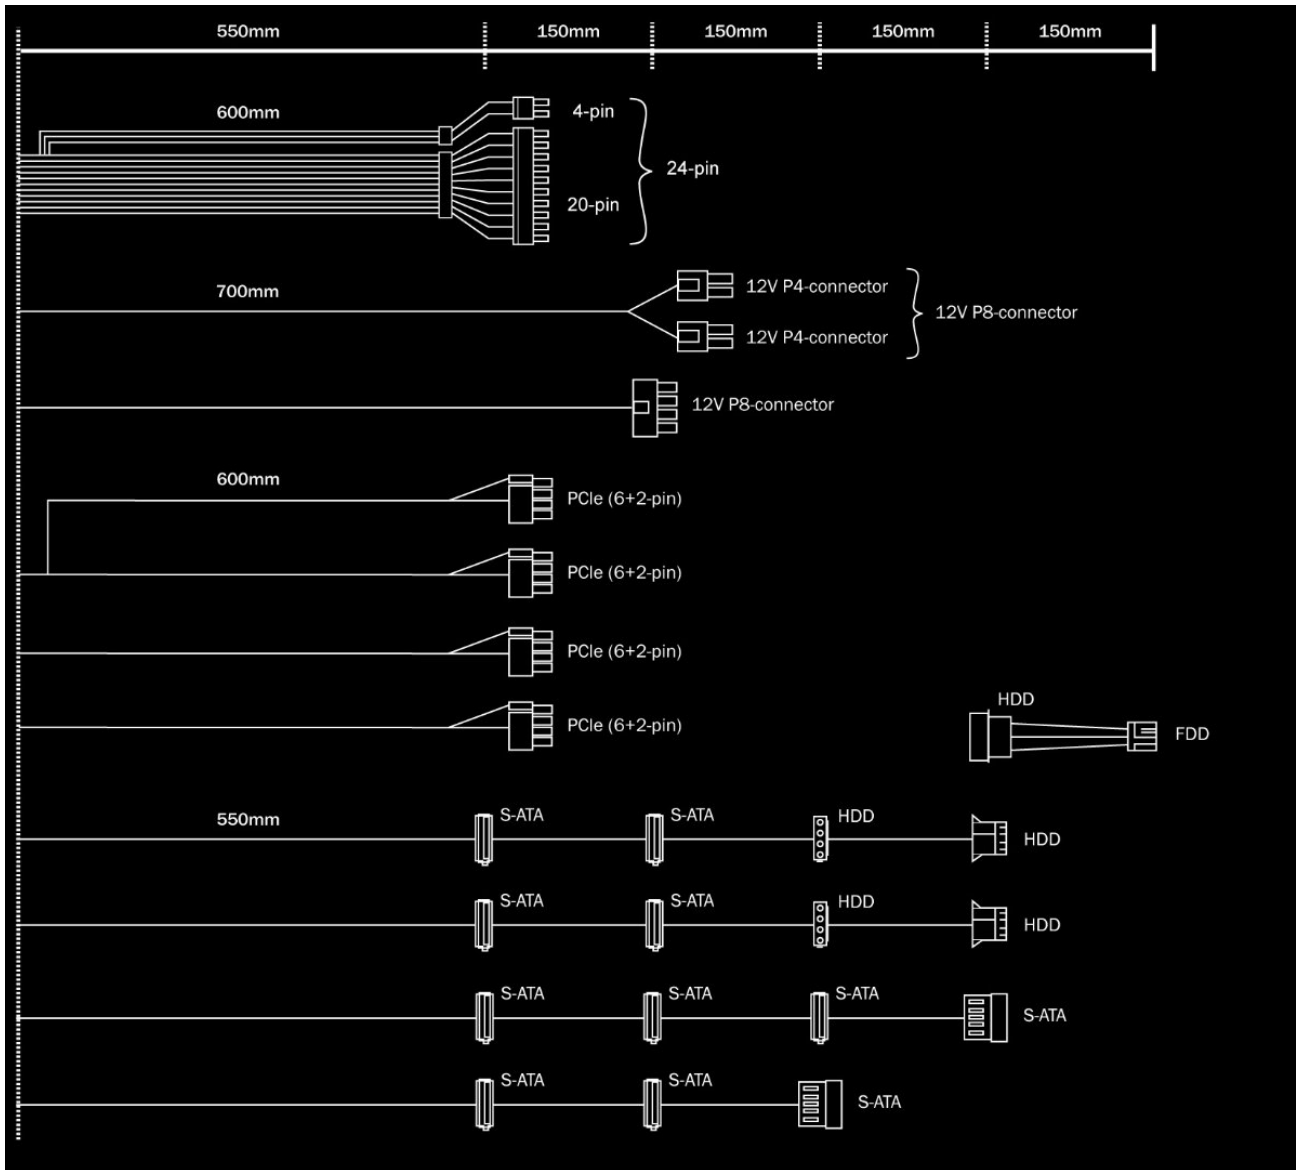 550mm 150mm 150mm 150mm 150mm
600mm
4-pin
24-pin
20-pin
700mm
12V P4-connector
12V P8-connector
12V P4-connector
12V P8-connector
600mm
PCIe (6+2-pin)
PCIe (6+2-pin)
PCIe (6+2-pin)
PCIe (6+2-pin)
HDD
FDD
550mm S-ATA S-ATA HDD
HDD
S-ATA S-ATA HDD
HDD
S-ATA S-ATA S-ATA
S-ATA
S-ATA S-ATA
S-ATA